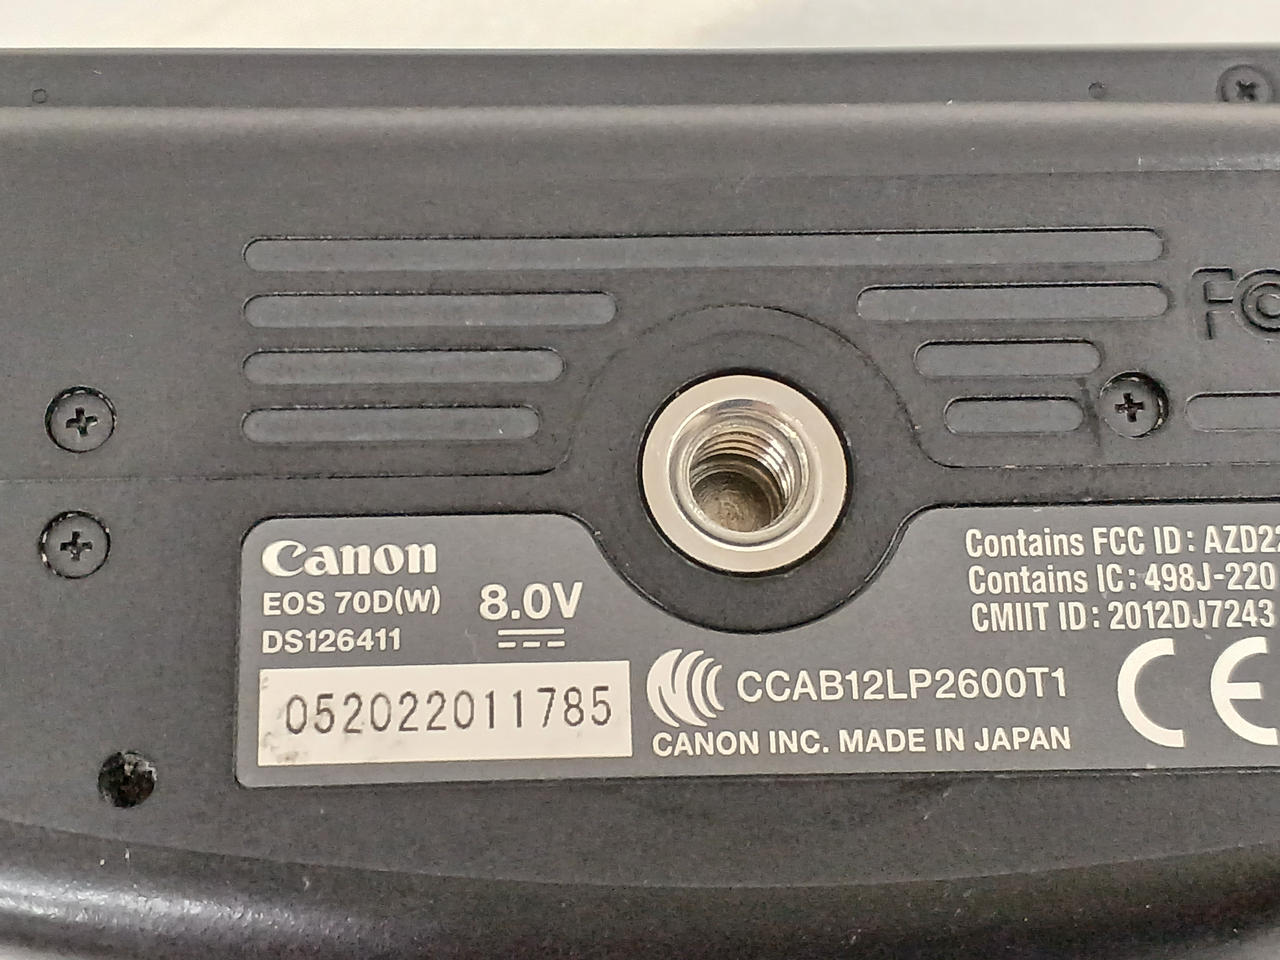 FC
Canon
EOS 70D(W)
8.0V
DS126411
052022011785
Contains FCC ID : AZD22
Contains IC : 498J-220
CMIIT ID : 2012DJ7243
CCAB12LP2600T1
CE
CANON INC. MADE IN JAPAN